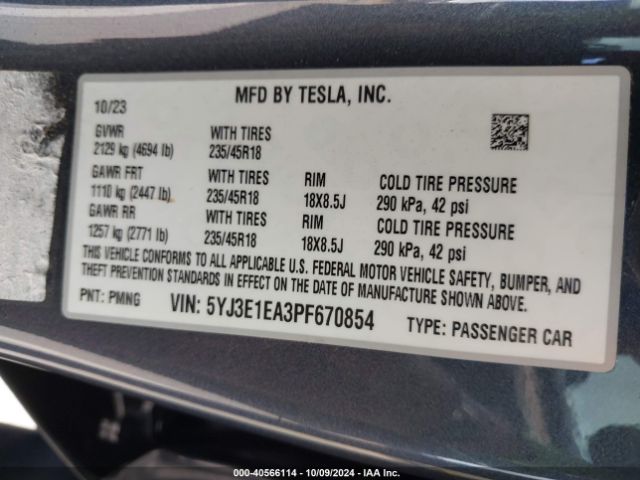 MFD BY TESLA, INC.
10/23
GVWR WITH TIRES
2129 kg (4694 lb) 235/45R18
GAWR FRT WITH TIRES RIM COLD TIRE PRESSURE
1110 kg (2447 lb) 235/45R18 18X8.5J 290 kPa, 42 psi
GAWR RR WITH TIRES RIM COLD TIRE PRESSURE
1257 kg (2771 lb) 235/45R18 18X8.5J 290 kPa, 42 psi
THIS VEHICLE CONFORMS TO ALL APPLICABLE U.S. FEDERAL MOTOR VEHICLE SAFETY, BUMPER, AND
THEFT PREVENTION STANDARDS IN EFFECT ON THE DATE OF MANUFACTURE SHOWN ABOVE.
PNT: PMNG VIN: 5YJ3E1EA3PF670854 TYPE: PASSENGER CAR
000-40566114 | 10/09/2024 | IAA Inc.